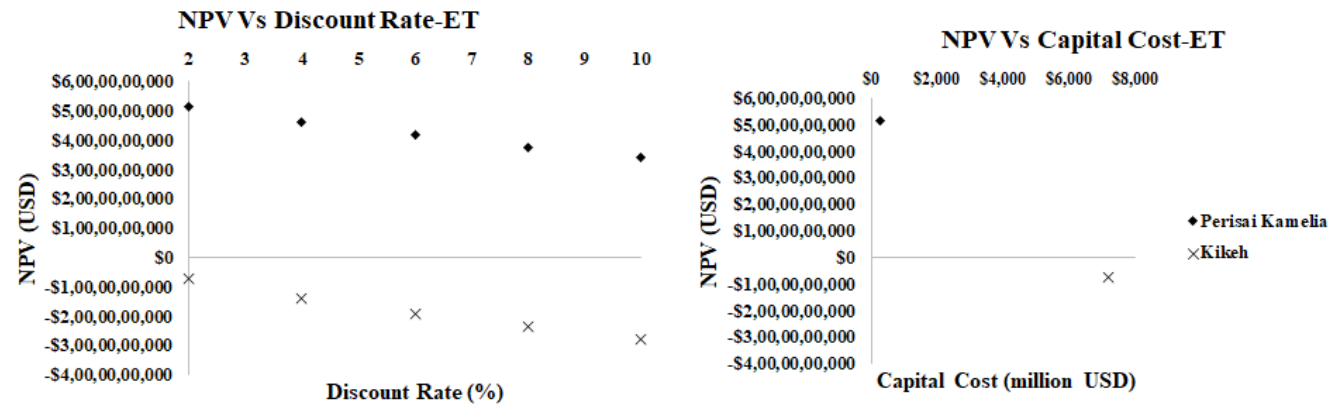 NPV Vs Discount Rate-ET
2 3 4 5 6 7 8 9 10
$6,00,00,00,000
$5,00,00,00,000
$4,00,00,00,000
$3,00,00,00,000
$2,00,00,00,000
$1,00,00,00,000
$0
-$1,00,00,00,000
-$2,00,00,00,000
-$3,00,00,00,000
-$4,00,00,00,000
NPV (USD)
Discount Rate (%)
NPV Vs Capital Cost-ET
$0 $2,000 $4,000 $6,000 $8,000
$6,00,00,00,000
$5,00,00,00,000
$4,00,00,00,000
$3,00,00,00,000
$2,00,00,00,000
$1,00,00,00,000
$0
-$1,00,00,00,000
-$2,00,00,00,000
-$3,00,00,00,000
-$4,00,00,00,000
NPV (USD)
Capital Cost (million USD)
Perisai Kamelia
Kikeh